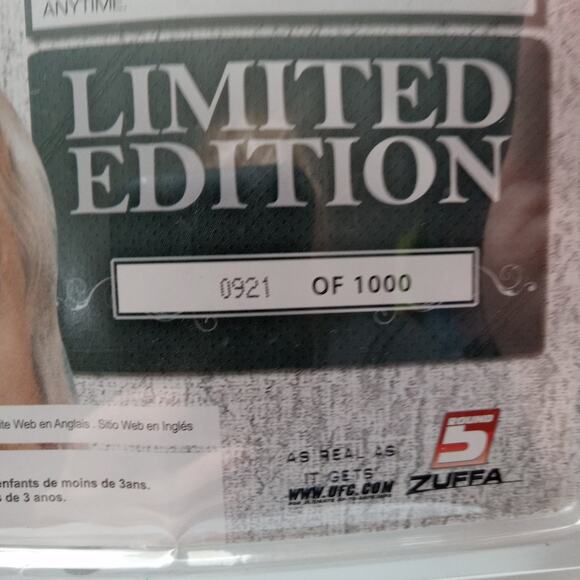 ANYTIME.
LIMITED
EDITION
0921 OF 1000
ite Web en Anglais . Sitio Web en Inglés
enfants de moins de 3ans.
s de 3 anos.
ROUND
5
AS REAL AS
IT GETS
WWW.UFC.COM
ZUFFA